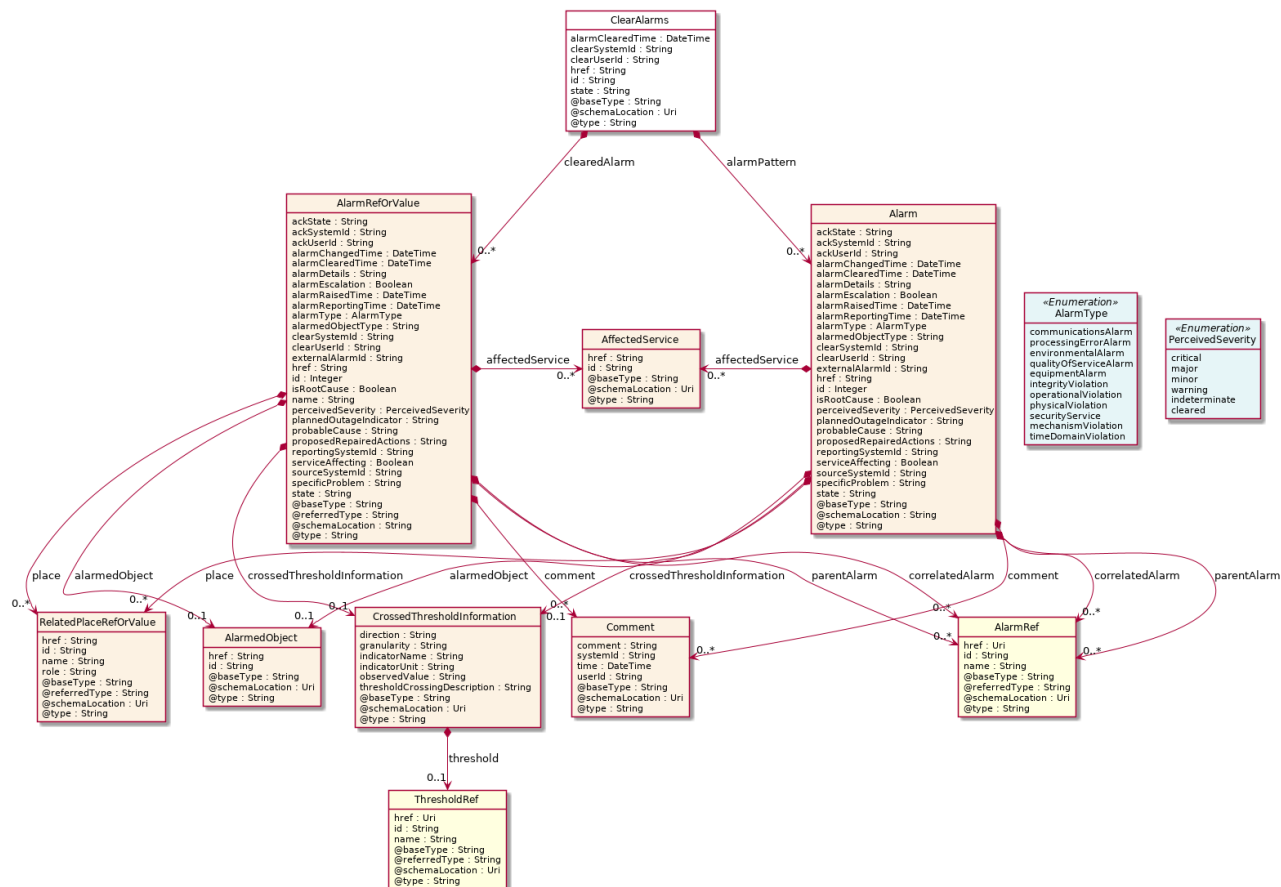 ClearAlarms
alarmClearedTime : DateTime
clearSystemId : String
clearUserId : String
href : String
id : String
state : String
@baseType : String
@schemaLocation : Uri
@type : String
clearedAlarm
alarmPattern
0..*
0..*
AlarmRefOrValue
ackState : String
ackSystemId : String
ackUserId : String
alarmChangedTime : DateTime
alarmClearedTime : DateTime
alarmDetails : String
alarmEscalation : Boolean
alarmRaisedTime : DateTime
alarmReportingTime : DateTime
alarmType : AlarmType
alarmedObjectType : String
clearSystemId : String
clearUserId : String
externalAlarmId : String
href : String
id : Integer
isRootCause : Boolean
name : String
perceivedSeverity : PerceivedSeverity
plannedOutageIndicator : String
probableCause : String
proposedRepairedActions : String
reportingSystemId : String
serviceAffecting : Boolean
sourceSystemId : String
specificProblem : String
state : String
@baseType : String
@referredType : String
@schemaLocation : String
@type : String
affectedService
0..*
AffectedService
href : String
id : String
@baseType : String
@schemaLocation : Uri
@type : String
affectedService
0..*
Alarm
ackState : String
ackSystemId : String
ackUserId : String
alarmChangedTime : DateTime
alarmClearedTime : DateTime
alarmDetails : String
alarmEscalation : Boolean
alarmRaisedTime : DateTime
alarmReportingTime : DateTime
alarmType : AlarmType
alarmedObjectType : String
clearSystemId : String
clearUserId : String
externalAlarmId : String
href : String
id : Integer
isRootCause : Boolean
perceivedSeverity : PerceivedSeverity
plannedOutageIndicator : String
probableCause : String
proposedRepairedActions : String
reportingSystemId : String
serviceAffecting : Boolean
sourceSystemId : String
specificProblem : String
state : String
@baseType : String
@schemaLocation : String
@type : String
«Enumeration»
AlarmType
communicationsAlarm
processingErrorAlarm
environmentalAlarm
qualityOfServiceAlarm
equipmentAlarm
integrityViolation
operationalViolation
physicalViolation
securityService
mechanismViolation
timeDomainViolation
«Enumeration»
PerceivedSeverity
critical
major
minor
warning
indeterminate
cleared
place
alarmedObject
place
crossedThresholdInformation
alarmedObject
comment
crossedThresholdInformation
parentAlarm
correlatedAlarm
comment
correlatedAlarm
parentAlarm
0..*
0..*
0..1
0..1
0..1
0..*
0..1
0..*
0..*
0..*
0..*
0..*
RelatedPlaceRefOrValue
href : String
id : String
name : String
role : String
@baseType : String
@referredType : String
@schemaLocation : Uri
@type : String
AlarmedObject
href : String
id : String
@baseType : String
@schemaLocation : Uri
@type : String
CrossedThresholdInformation
direction : String
granularity : String
indicatorName : String
indicatorUnit : String
observedValue : String
thresholdCrossingDescription : String
@baseType : String
@schemaLocation : Uri
@type : String
Comment
comment : String
systemId : String
time : DateTime
userId : String
@baseType : String
@schemaLocation : Uri
@type : String
AlarmRef
href : Uri
id : String
name : String
@baseType : String
@referredType : String
@schemaLocation : Uri
@type : String
threshold
0..1
ThresholdRef
href : Uri
id : String
name : String
@baseType : String
@referredType : String
@schemaLocation : Uri
@type : String